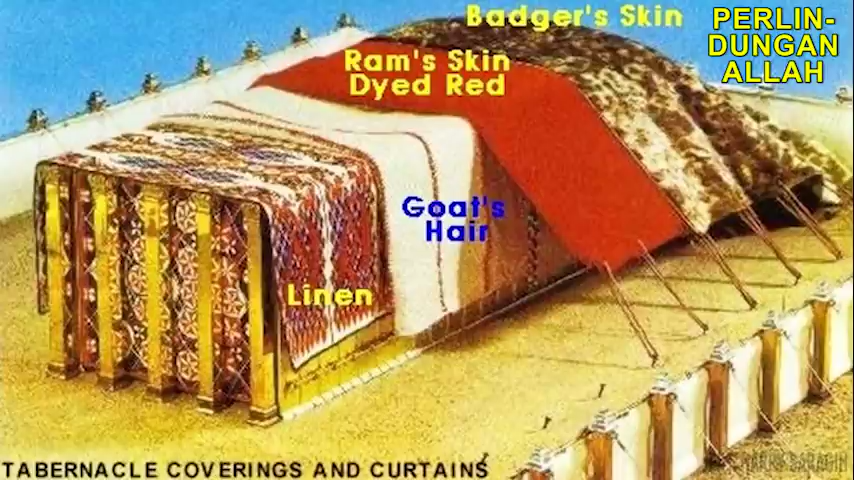 Badger's Skin
PERLIN-
DUNGAN
ALLAH
Ram's Skin
Dyed Red
Goat's
Hair
Linen
TABERNACLE COVERINGS AND CURTAINS